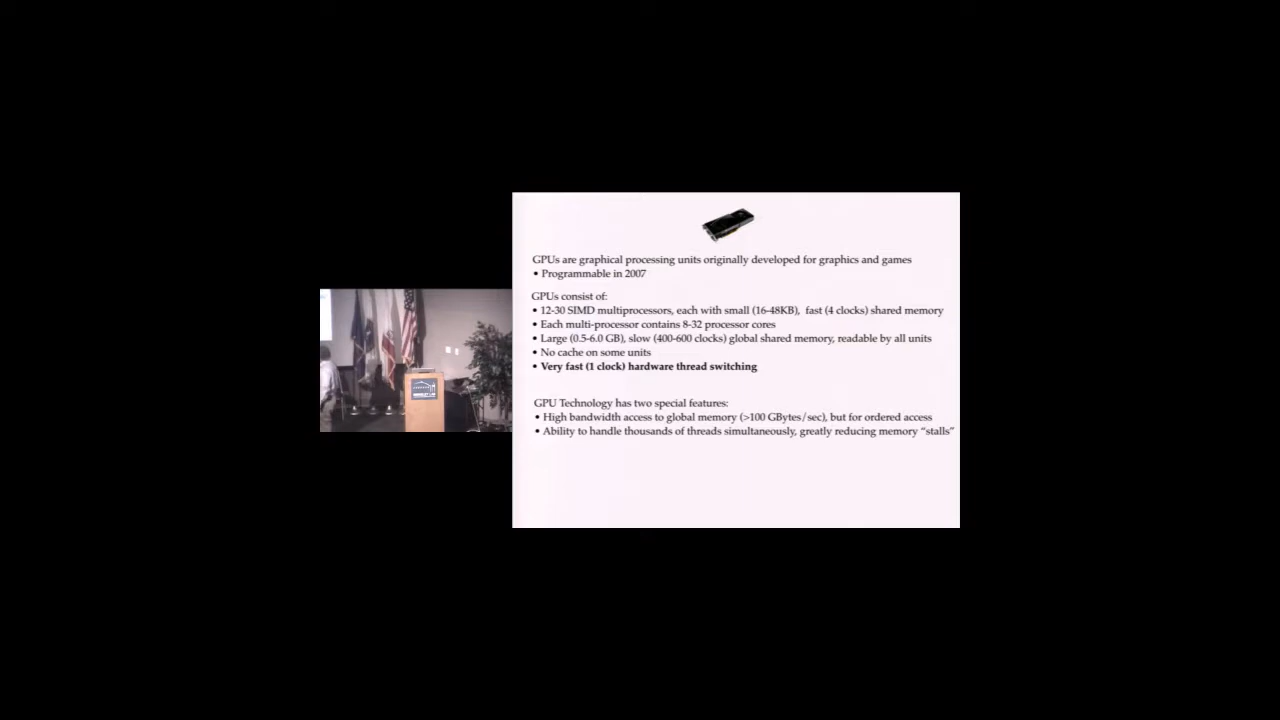 GPUs are graphical processing units originally developed for graphics and games
• Programmable in 2007
GPUs consist of:
• 12-30 SIMD multiprocessors, each with small (16-48KB), fast (4 clocks) shared memory
• Each multi-processor contains 8-32 processor cores
• Large (0.5-6.0 GB), slow (400-600 clocks) global shared memory, readable by all units
• No cache on some units
• Very fast (1 clock) hardware thread switching
GPU Technology has two special features:
• High bandwidth access to global memory (>100 GBytes/sec), but for ordered access
• Ability to handle thousands of threads simultaneously, greatly reducing memory “stalls”